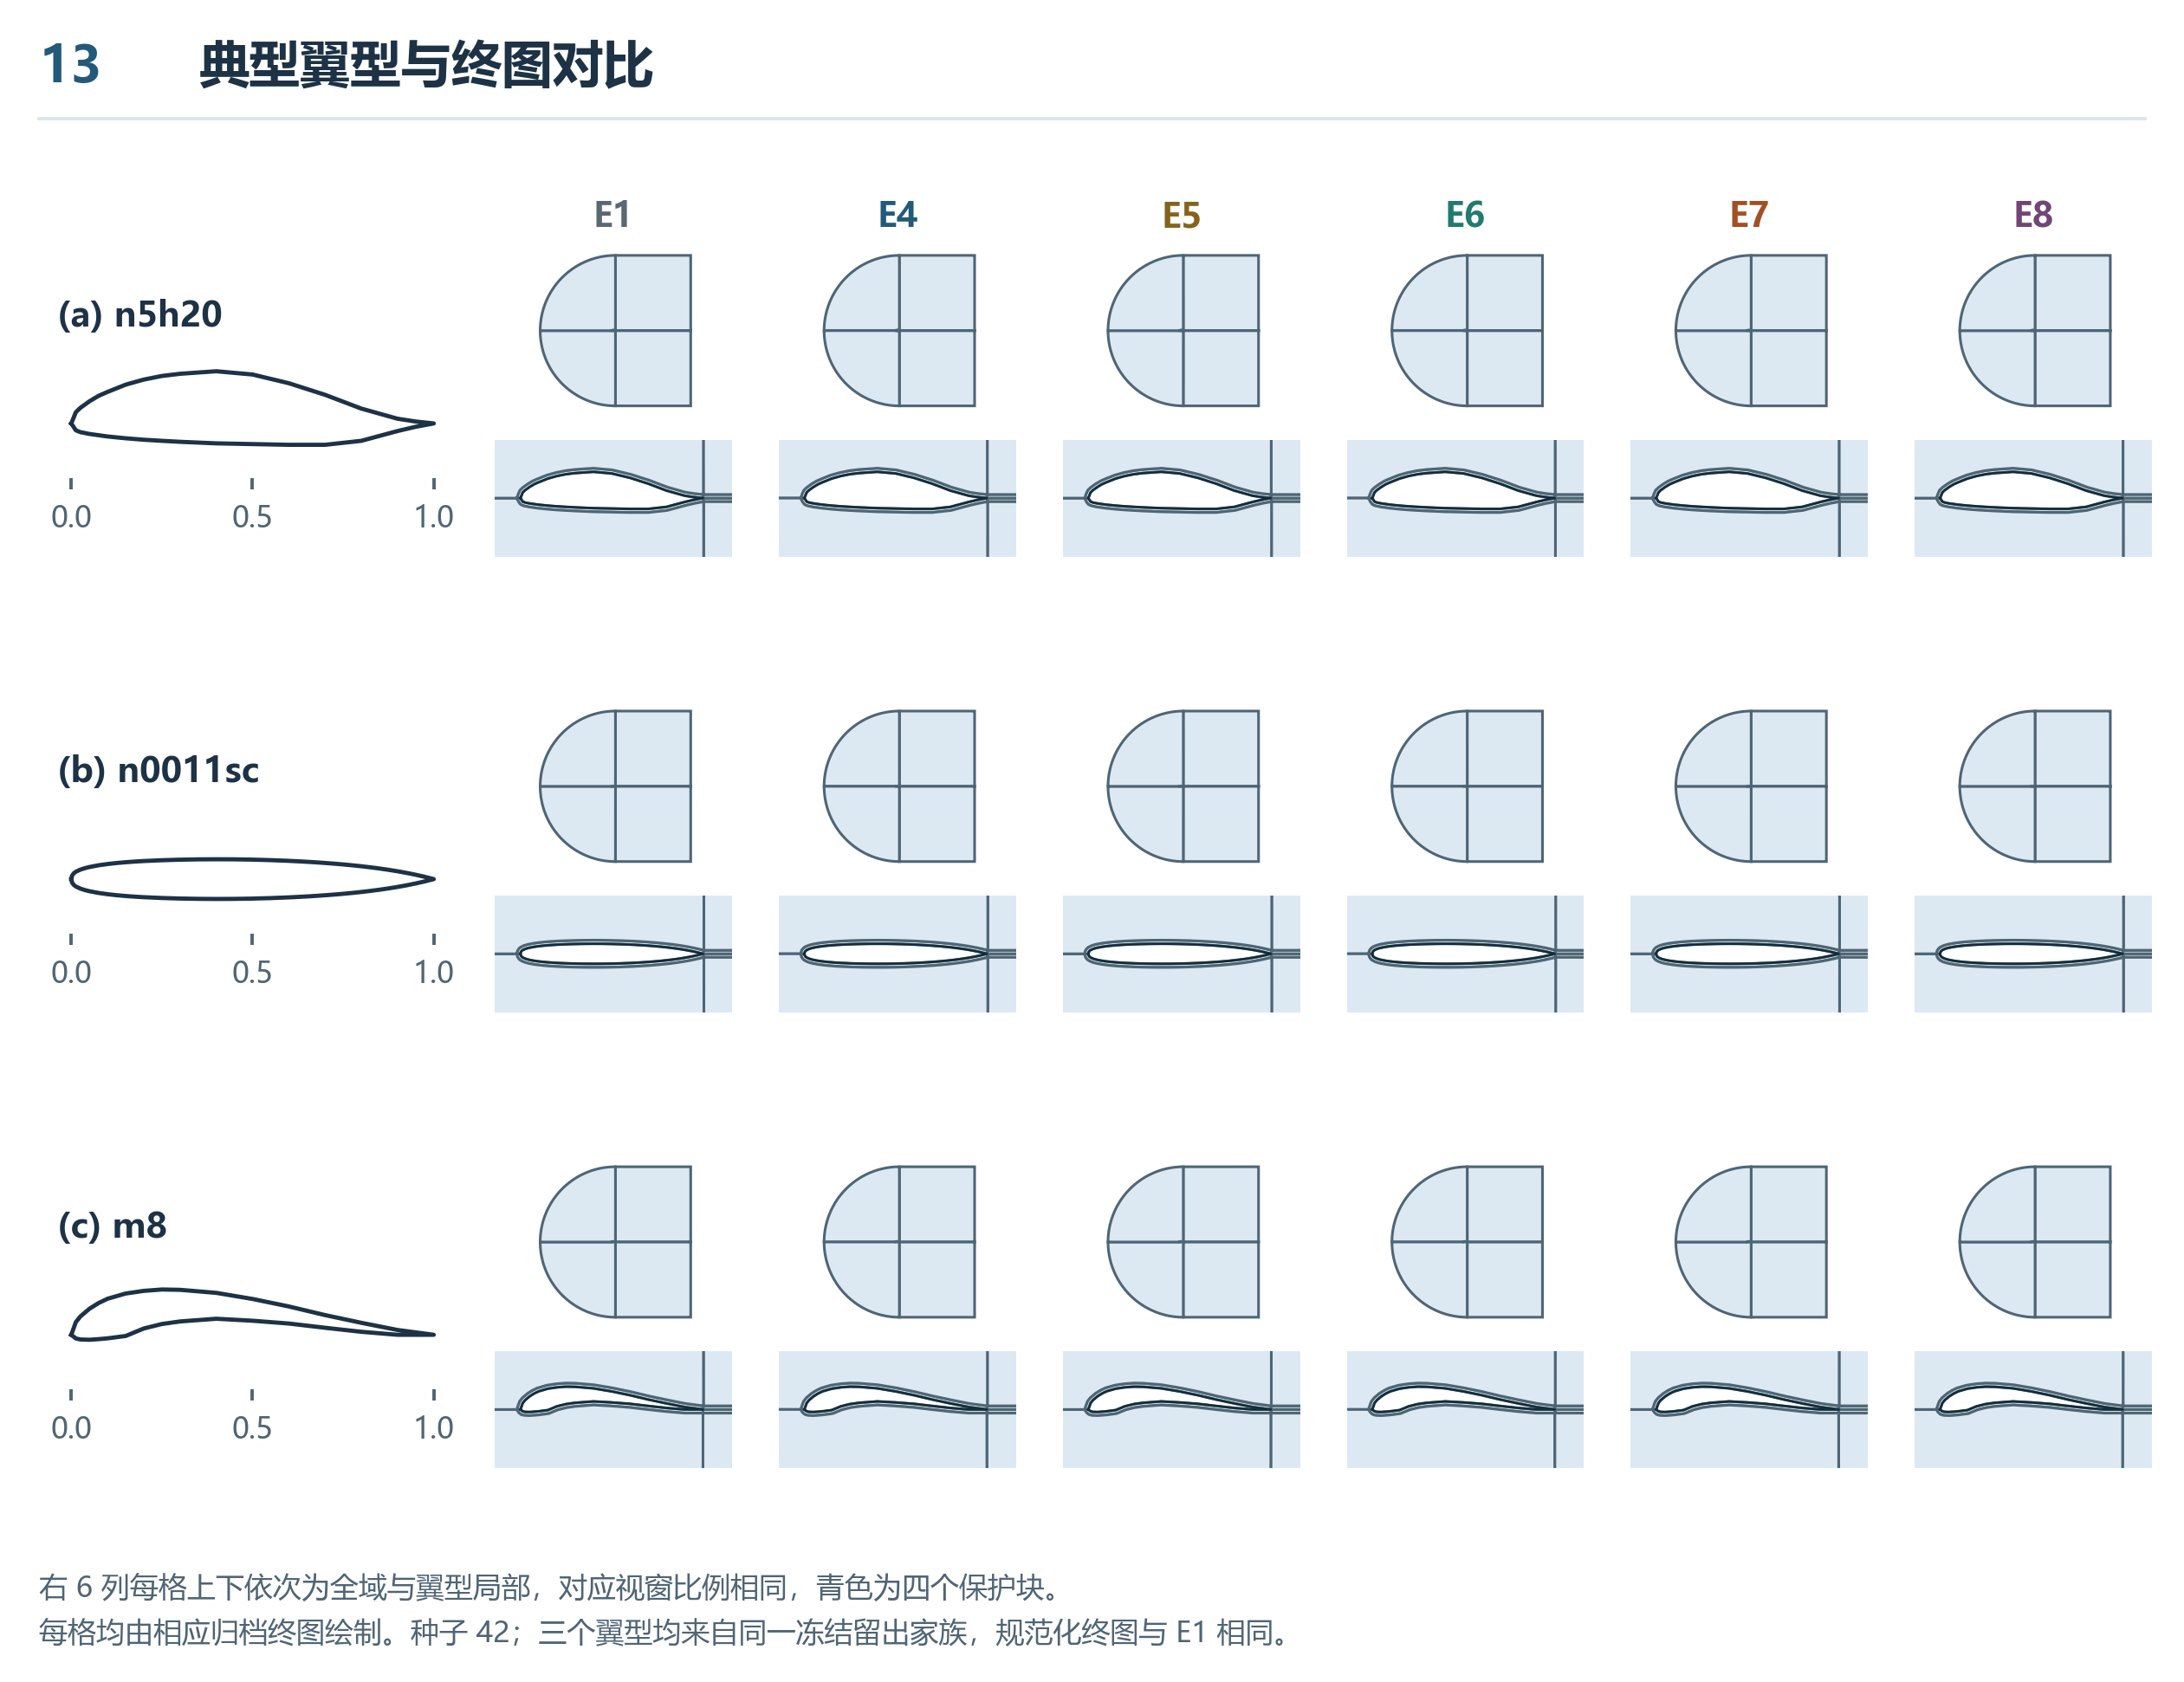 13 典型翼型与终图对比
E1 E4 E5 E6 E7 E8
(a) n5h20
0.0 0.5 1.0
(b) n0011sc
0.0 0.5 1.0
(c) m8
0.0 0.5 1.0
右 6 列每格上下依次为全域与翼型局部，对应视窗比例相同，青色为四个保护块。
每格均由相应归档终图绘制。种子 42；三个翼型均来自同一冻结留出家族，规范化终图与 E1 相同。